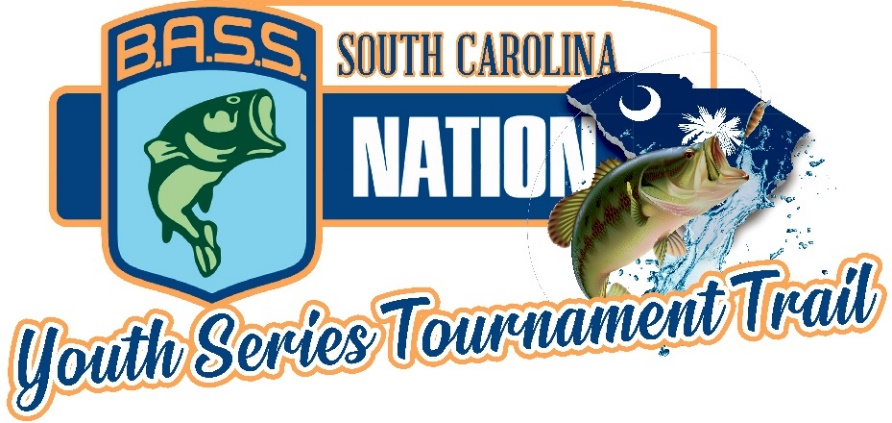 B.A.S.S.
SOUTH CAROLINA
NATION
Youth Series Tournament Trail